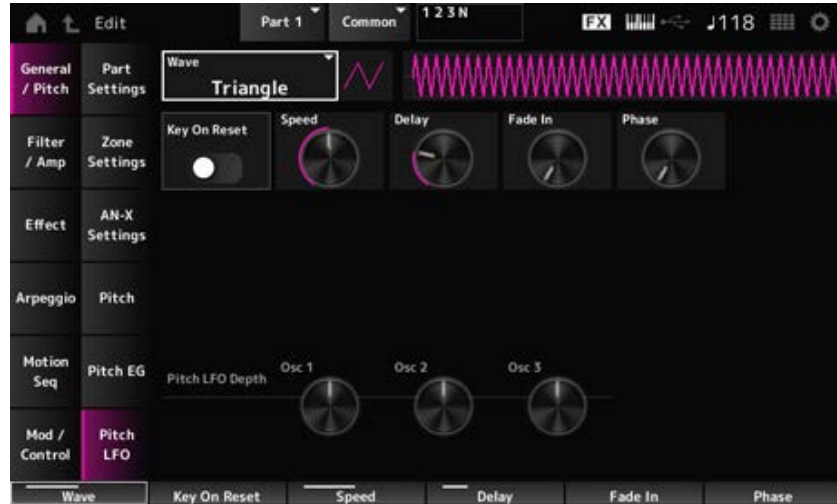 Edit
Part 1
Common
1 2 3 N
FX
♩118
General / Pitch
Part Settings
Wave
Triangle
Key On Reset
Speed
Delay
Fade In
Phase
Filter / Amp
Zone Settings
Effect
AN-X Settings
Arpeggio
Pitch
Motion Seq
Pitch EG
Pitch LFO Depth
Osc 1
Osc 2
Osc 3
Mod / Control
Pitch LFO
Wave
Key On Reset
Speed
Delay
Fade In
Phase